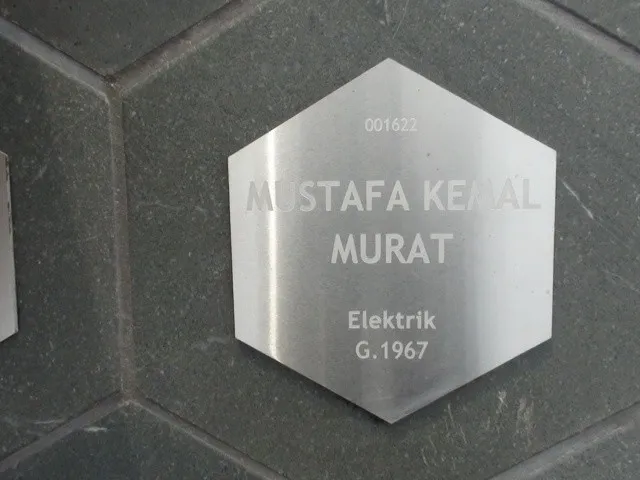 001622
MUSTAFA KEMAL
MURAT
Elektrik
G.1967